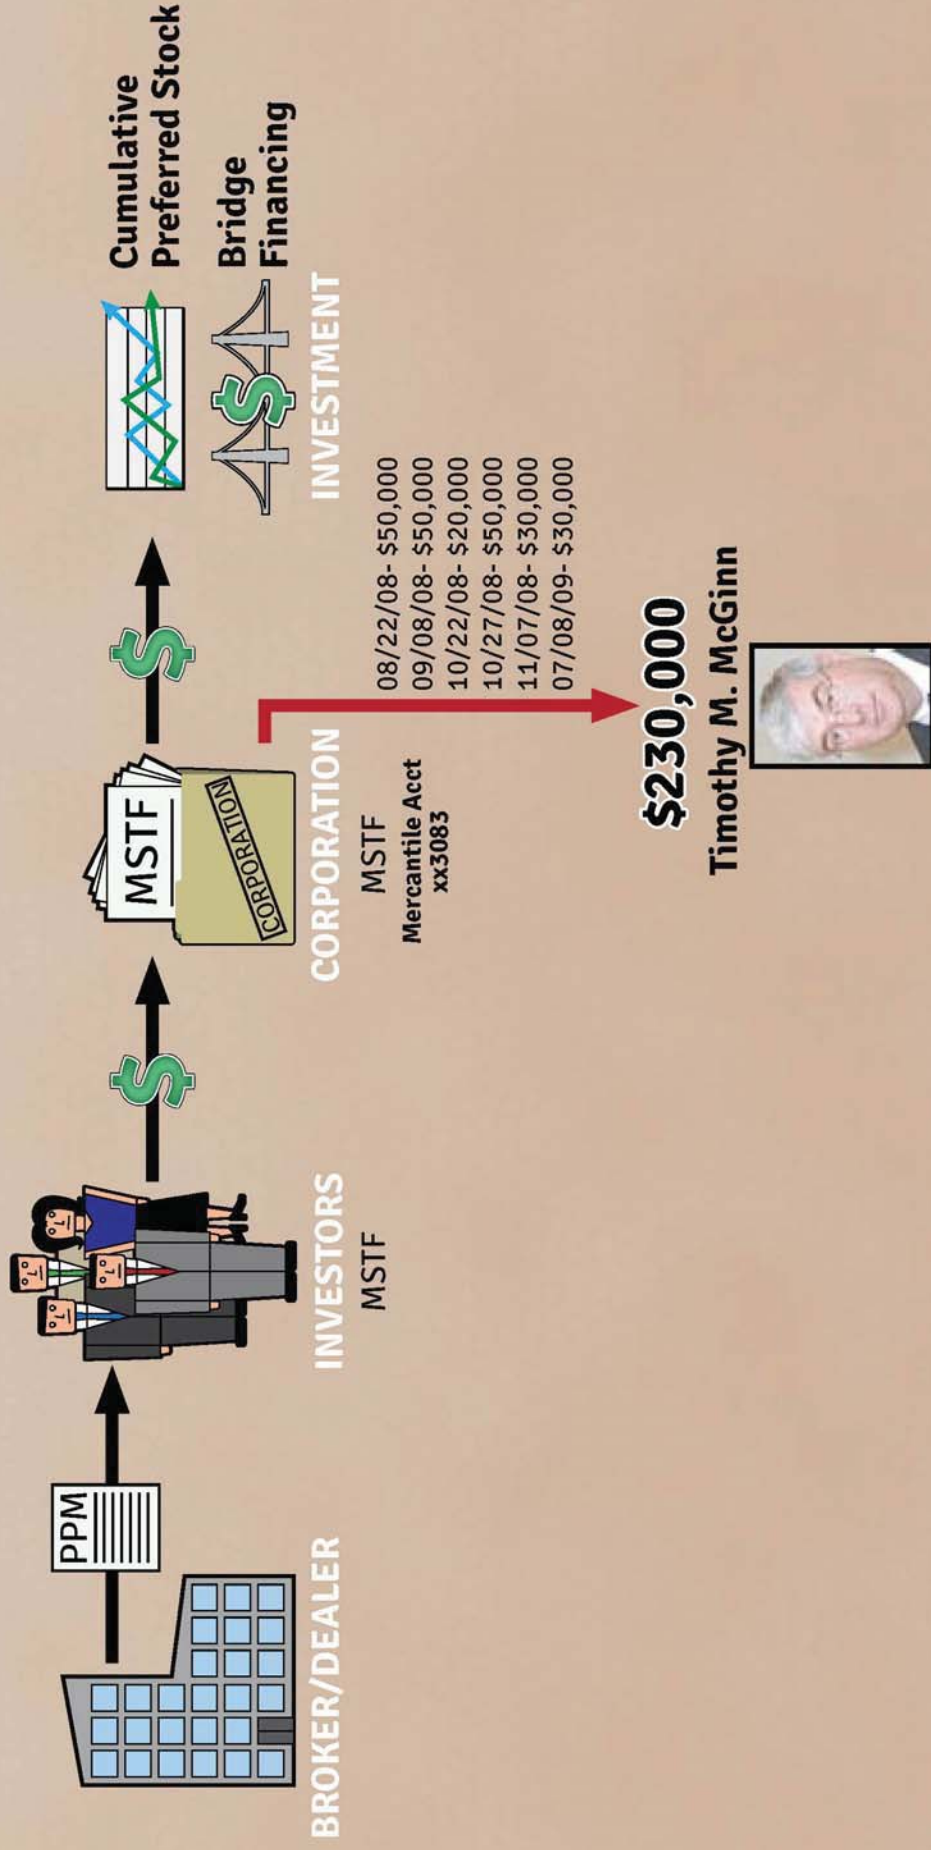 PPM
BROKER/DEALER
INVESTORS
MSTF
MSTF
CORPORATION
CORPORATION
MSTF
Mercantile Acct
xx3083
Cumulative
Preferred Stock
Bridge
Financing
INVESTMENT
08/22/08- $50,000
09/08/08- $50,000
10/22/08- $20,000
10/27/08- $50,000
11/07/08- $30,000
07/08/09- $30,000
$230,000
Timothy M. McGinn